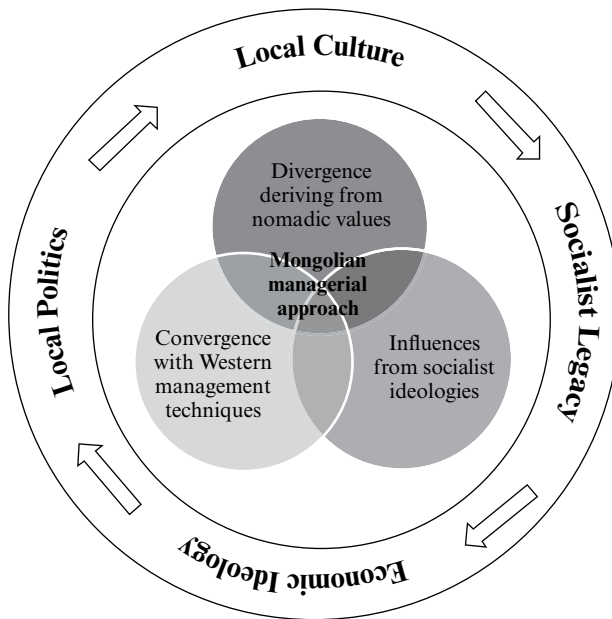 Local Culture
Socialist Legacy
Economic Ideology
Local Politics
Divergence
deriving from
nomadic values
Mongolian
managerial
approach
Convergence
with Western
management
techniques
Influences
from socialist
ideologies